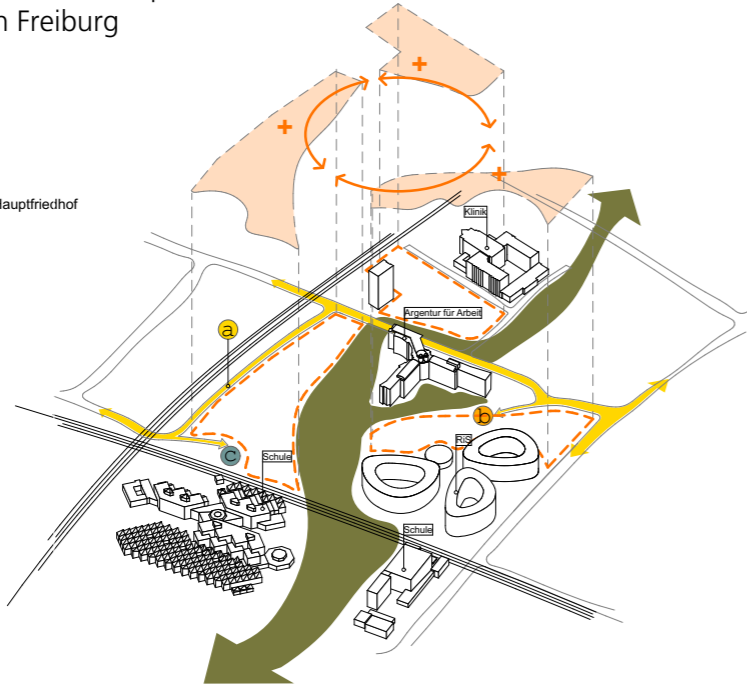 n Freiburg
Hauptfriedhof
+
+
+
Klinik
Argentur für Arbeit
a
b
RiS
c
Schule
Schule